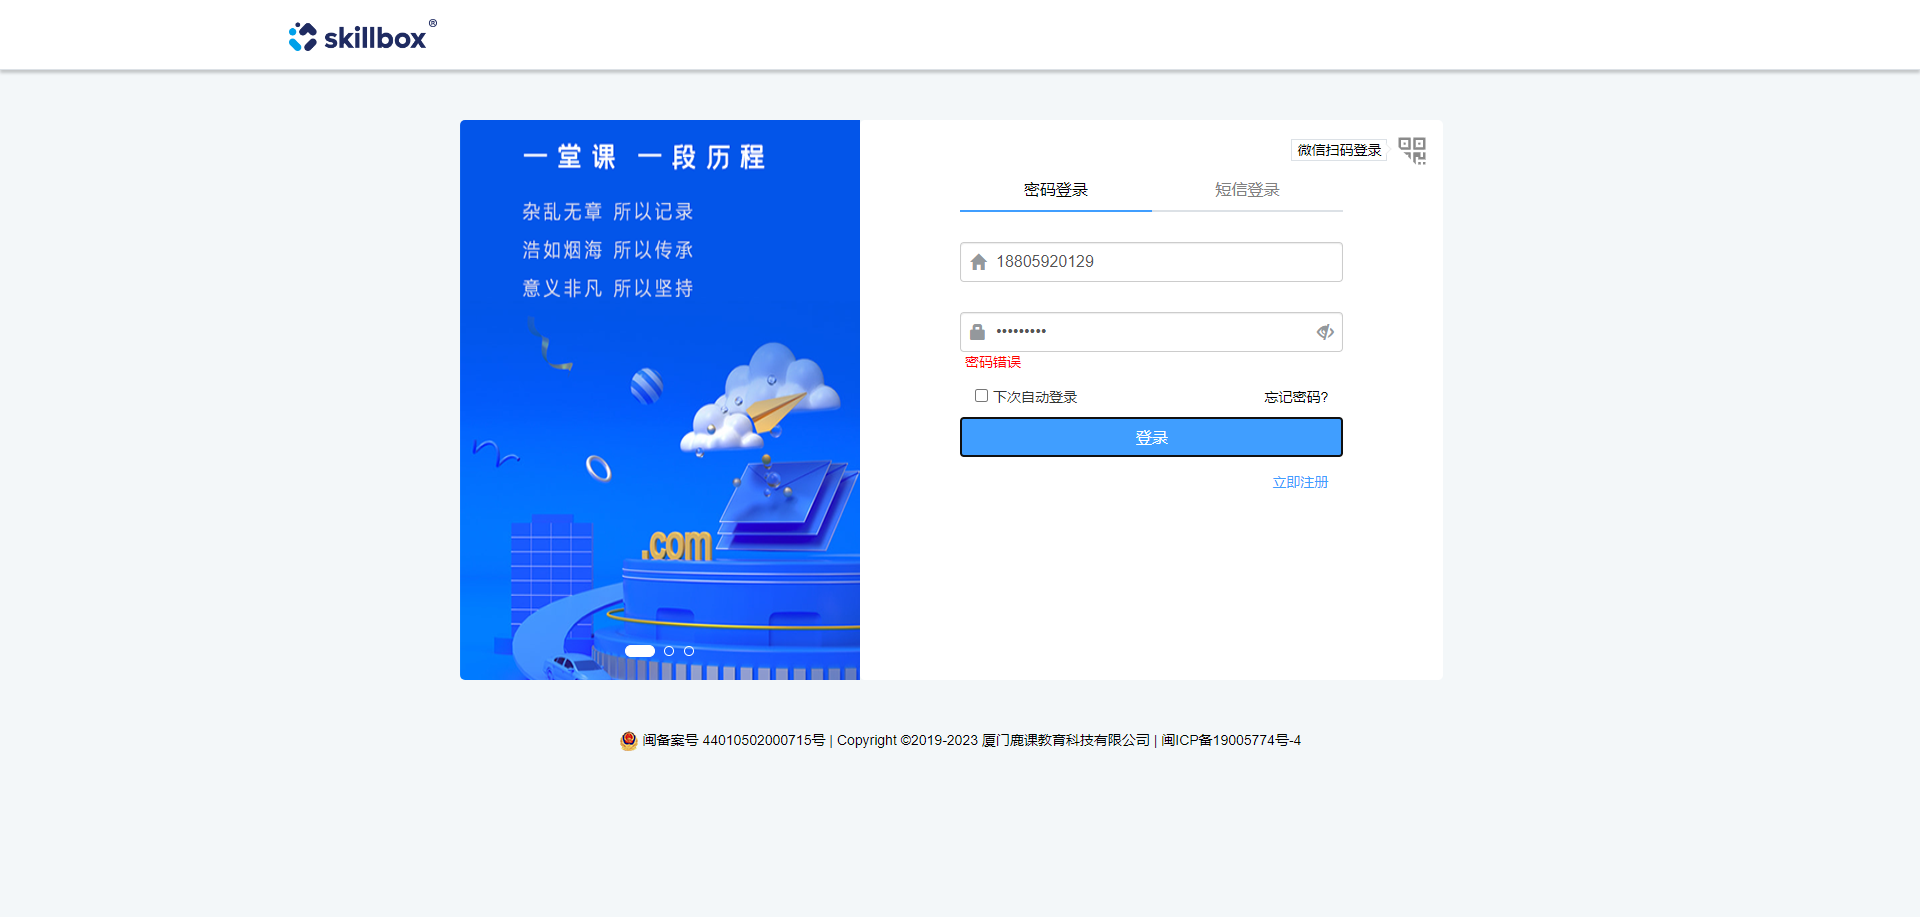 skillbox®
一堂课 一段历程
杂乱无章 所以记录
浩如烟海 所以传承
意义非凡 所以坚持
.com
微信扫码登录
密码登录 短信登录
18805920129
•••••••••
密码错误
下次自动登录 忘记密码?
登录
立即注册
闽备案号 44010502000715号 | Copyright ©2019-2023 厦门鹿课教育科技有限公司 | 闽ICP备19005774号-4